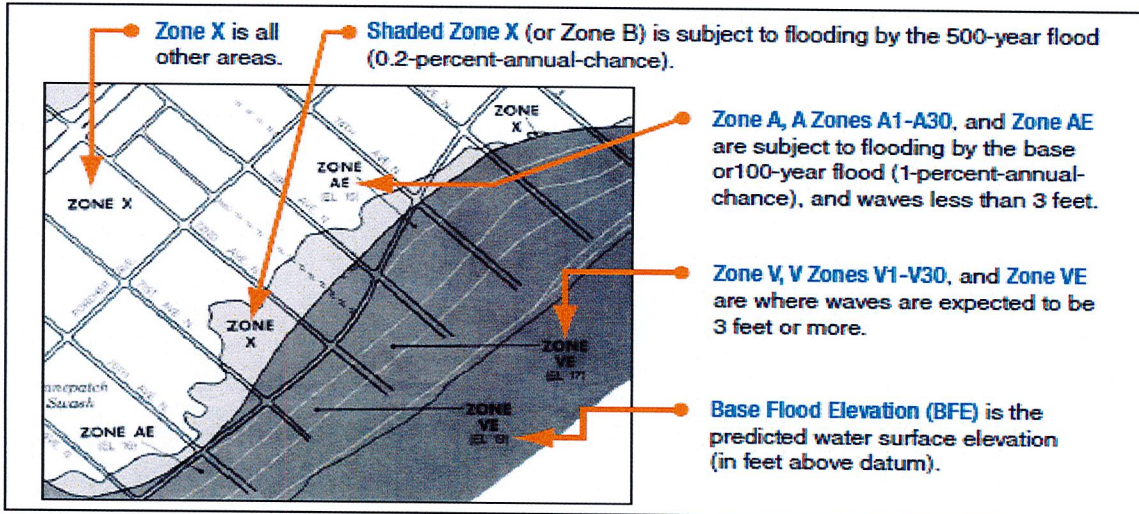 Zone X is all
other areas.
Shaded Zone X (or Zone B) is subject to flooding by the 500-year flood
(0.2-percent-annual-chance).
Zone A, A Zones A1-A30, and Zone AE
are subject to flooding by the base
or100-year flood (1-percent-annual-
chance), and waves less than 3 feet.
Zone V, V Zones V1-V30, and Zone VE
are where waves are expected to be
3 feet or more.
Base Flood Elevation (BFE) is the
predicted water surface elevation
(in feet above datum).
ZONE
X
ZONE
AE
ZONE X
ZONE
X
ZONE
VE
(EL 17)
ZONE
VE
Swash
ZONE AE